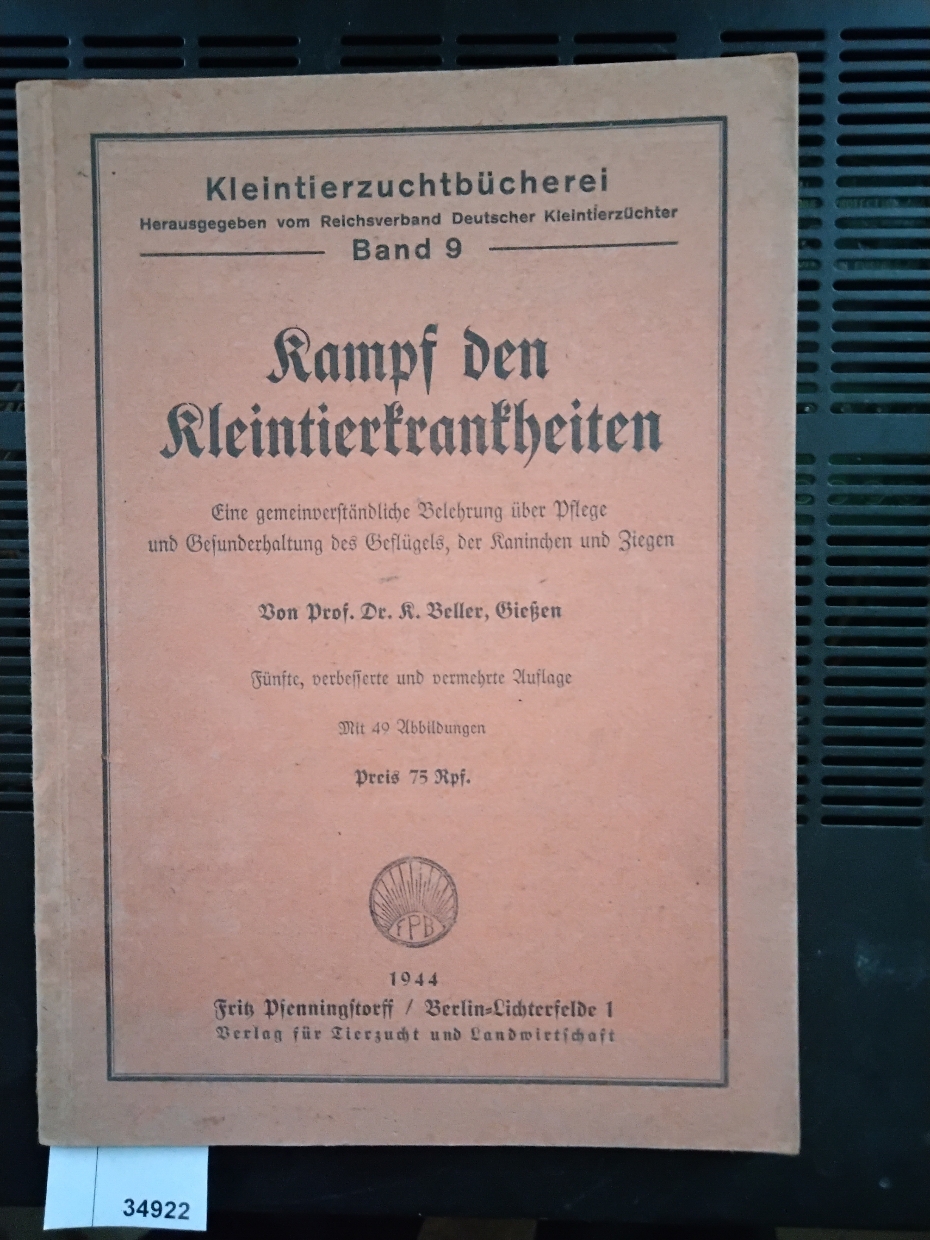 Kleintierzuchtbücherei
Herausgegeben vom Reichsverband Deutscher Kleintierzüchter
Band 9
Kampf den
Kleintierkrankheiten
Eine gemeinverständliche Belehrung über Pflege
und Gesunderhaltung des Geflügels, der Kaninchen und Ziegen
Von Prof. Dr. K. Beller, Gießen
Fünfte, verbesserte und vermehrte Auflage
Mit 49 Abbildungen
Preis 75 Rpf.
FPB
1944
Fritz Pfenningstorff / Berlin-Lichterfelde 1
Verlag für Tierzucht und Landwirtschaft
34922